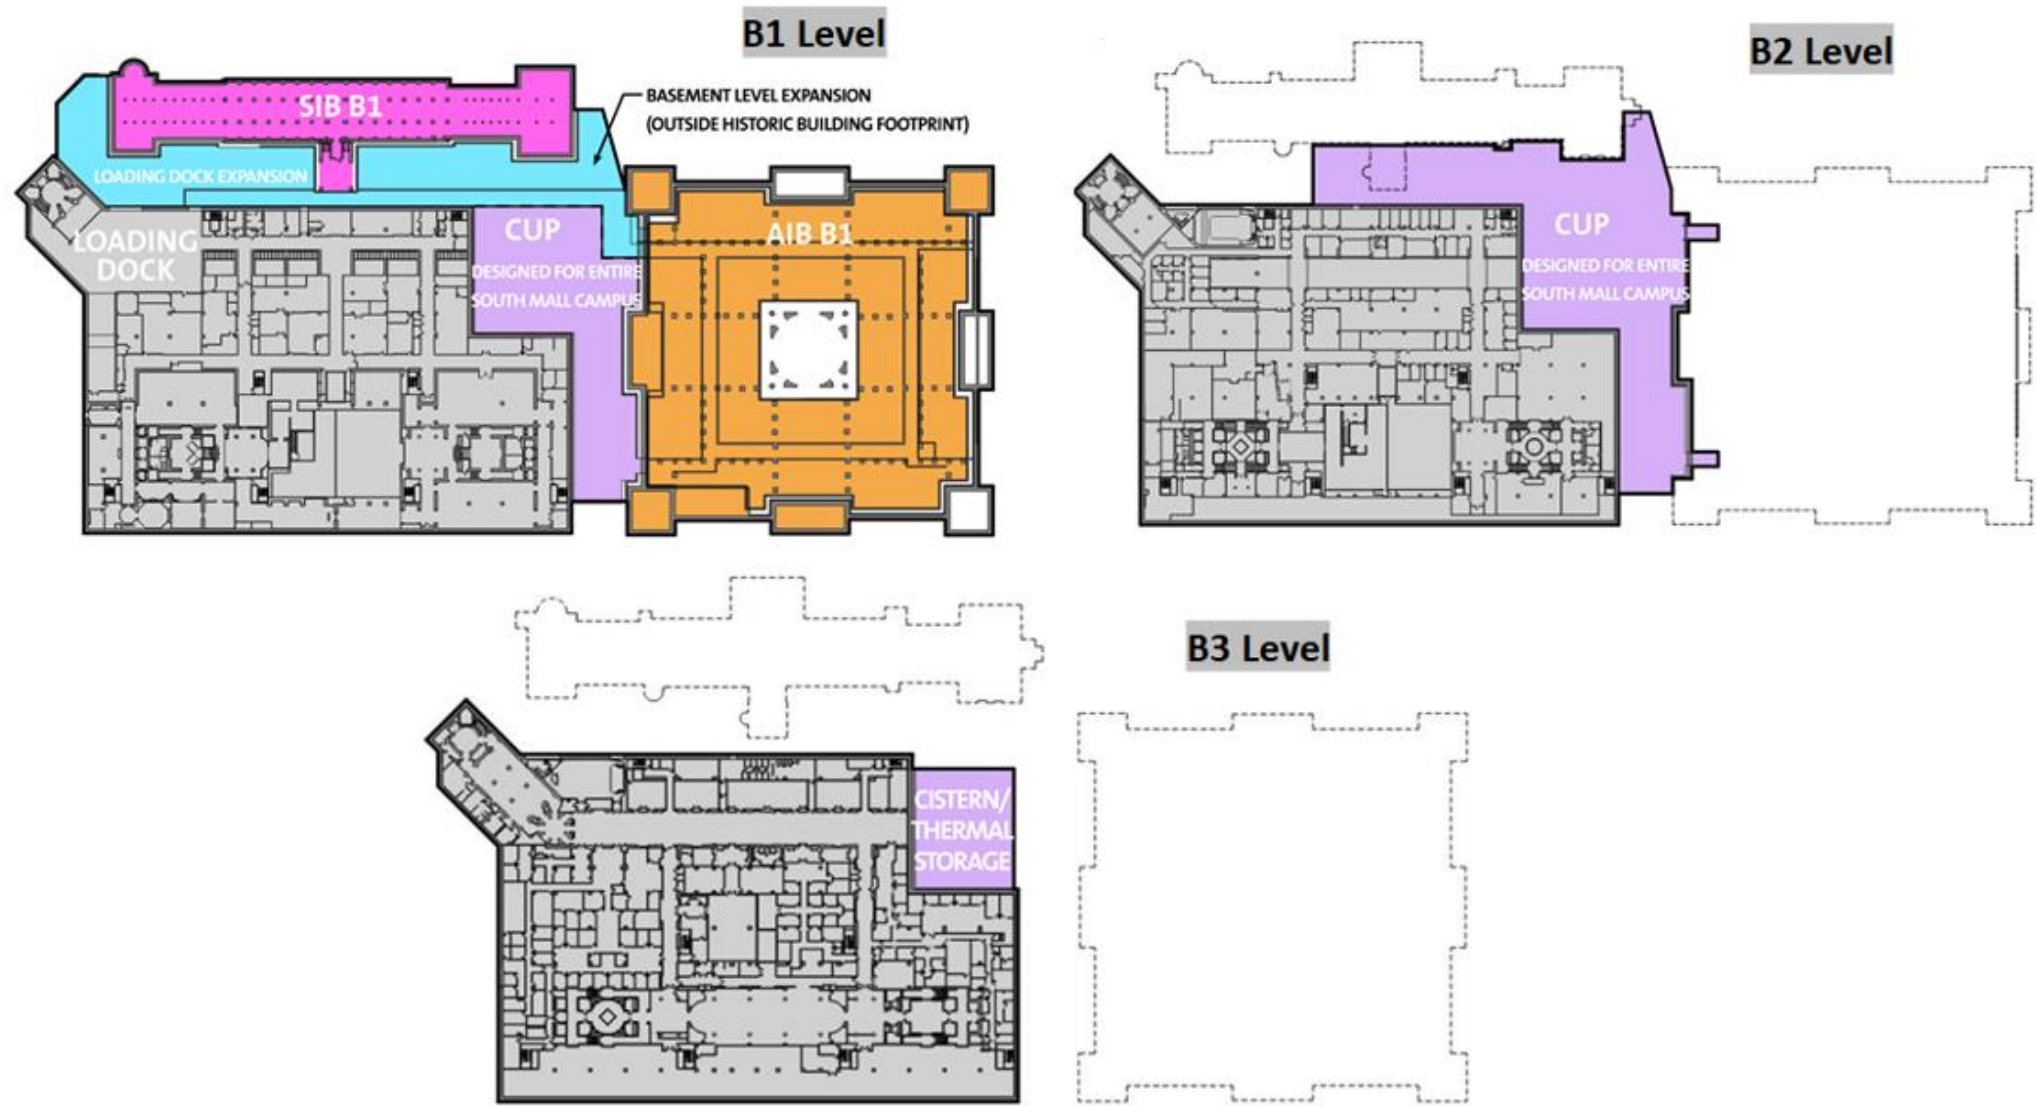 B1 Level
SIB B1
BASEMENT LEVEL EXPANSION
(OUTSIDE HISTORIC BUILDING FOOTPRINT)
LOADING DOCK EXPANSION
LOADING
DOCK
CUP
DESIGNED FOR ENTIRE
SOUTH MALL CAMPUS
AIB B1
B2 Level
CUP
DESIGNED FOR ENTIRE
SOUTH MALL CAMPUS
B3 Level
CISTERN/
THERMAL
STORAGE